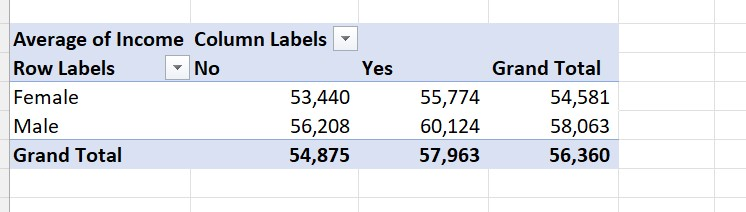 Average of Income Column Labels
Row Labels No Yes Grand Total
Female 53,440 55,774 54,581
Male 56,208 60,124 58,063
Grand Total 54,875 57,963 56,360